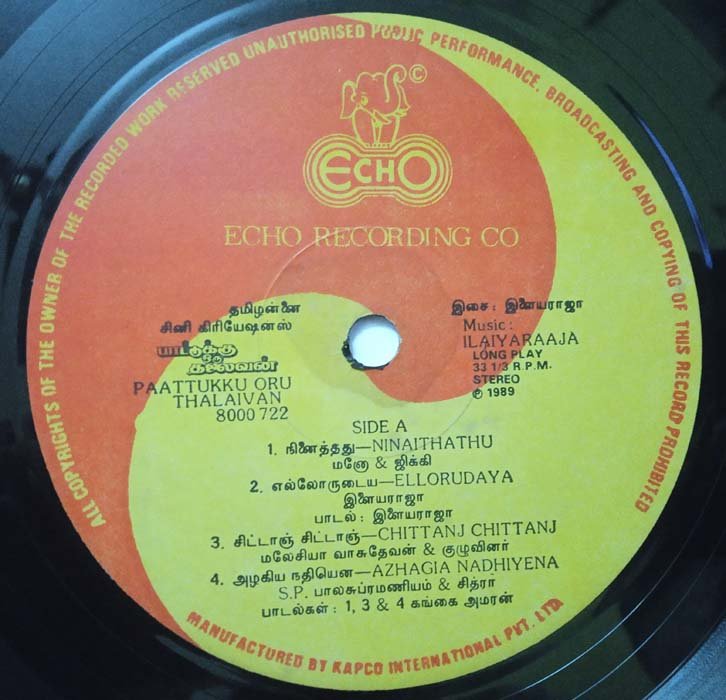 ALL COPYRIGHTS OF THE OWNER OF THE RECORDED WORK RESERVED UNAUTHORISED PUBLIC PERFORMANCE, BROADCASTING AND COPYING OF THIS RECORD PROHIBITED
©
ECHO
ECHO RECORDING CO
தமிழன்னை
சினி கிரியேஷன்ஸ்
பாட்டுக்கு
ஒரு
தலைவன்
PAATTUKKU ORU
THALAIVAN
8000 722
இசை : இளையராஜா
Music :
ILAIYARAAJA
LONG PLAY
33 1/3 R.P.M.
STEREO
℗ 1989
SIDE A
1. நினைத்தது—NINAITHATHU
மனோ & ஜிக்கி
2. எல்லோருடைய—ELLORUDAYA
இளையராஜா
பாடல் : இளையராஜா
3. சிட்டாஞ் சிட்டாஞ்—CHITTANJ CHITTANJ
மலேசியா வாசுதேவன் & குழுவினர்
4. அழகிய நதியென—AZHAGIA NADHIYENA
S.P. பாலசுப்ரமணியம் & சித்ரா
பாடல்கள் : 1, 3 & 4 கங்கை அமரன்
MANUFACTURED BY KAPCO INTERNATIONAL PVT. LTD